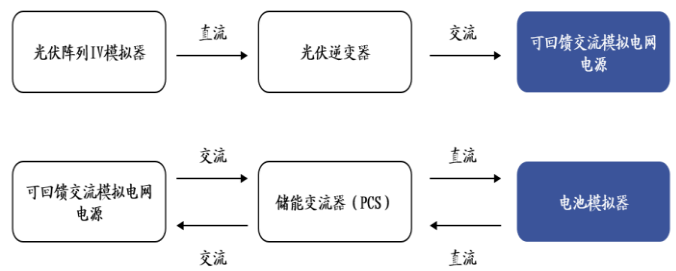 光伏阵列IV模拟器
直流
光伏逆变器
交流
可回馈交流模拟电网
电源
可回馈交流模拟电网
电源
交流
交流
储能变流器（PCS）
直流
直流
电池模拟器